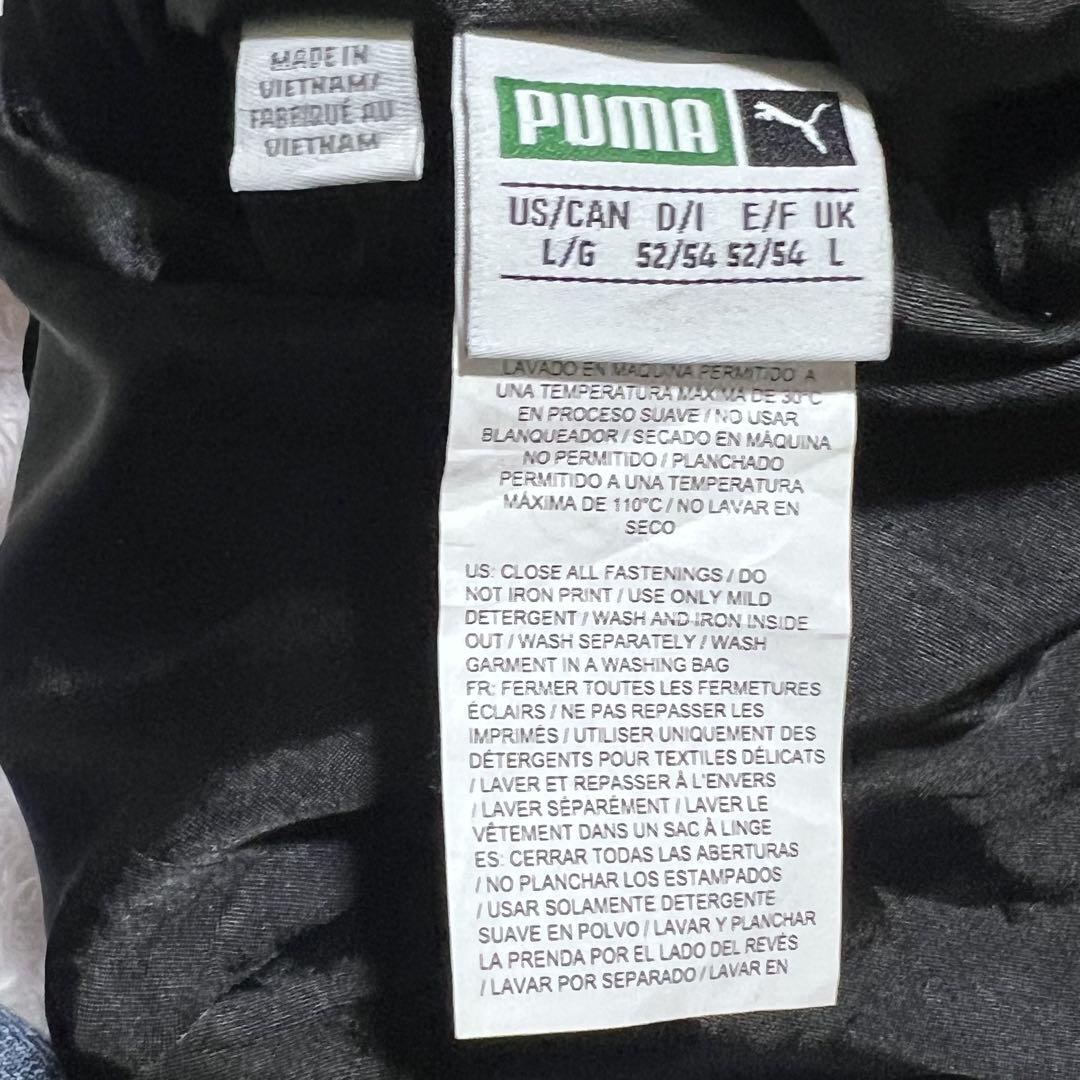 MADE IN
VIETNAM/
FABRIQUÉ AU
VIETNAM
PUMA
US/CAN D/I E/F UK
L/G 52/54 52/54 L
LAVADO EN MÁQUINA PERMITIDO A
UNA TEMPERATURA MÁXIMA DE 30°C
EN PROCESO SUAVE / NO USAR
BLANQUEADOR / SECADO EN MÁQUINA
NO PERMITIDO / PLANCHADO
PERMITIDO A UNA TEMPERATURA
MÁXIMA DE 110°C / NO LAVAR EN
SECO
US: CLOSE ALL FASTENINGS / DO
NOT IRON PRINT / USE ONLY MILD
DETERGENT / WASH AND IRON INSIDE
OUT / WASH SEPARATELY / WASH
GARMENT IN A WASHING BAG
FR: FERMER TOUTES LES FERMETURES
ÉCLAIRS / NE PAS REPASSER LES
IMPRIMÉS / UTILISER UNIQUEMENT DES
DÉTERGENTS POUR TEXTILES DÉLICATS
/ LAVER ET REPASSER À L'ENVERS
/ LAVER SÉPARÉMENT / LAVER LE
VÊTEMENT DANS UN SAC À LINGE
ES: CERRAR TODAS LAS ABERTURAS
/ NO PLANCHAR LOS ESTAMPADOS
/ USAR SOLAMENTE DETERGENTE
SUAVE EN POLVO / LAVAR Y PLANCHAR
LA PRENDA POR EL LADO DEL REVÉS
/ LAVAR POR SEPARADO / LAVAR EN